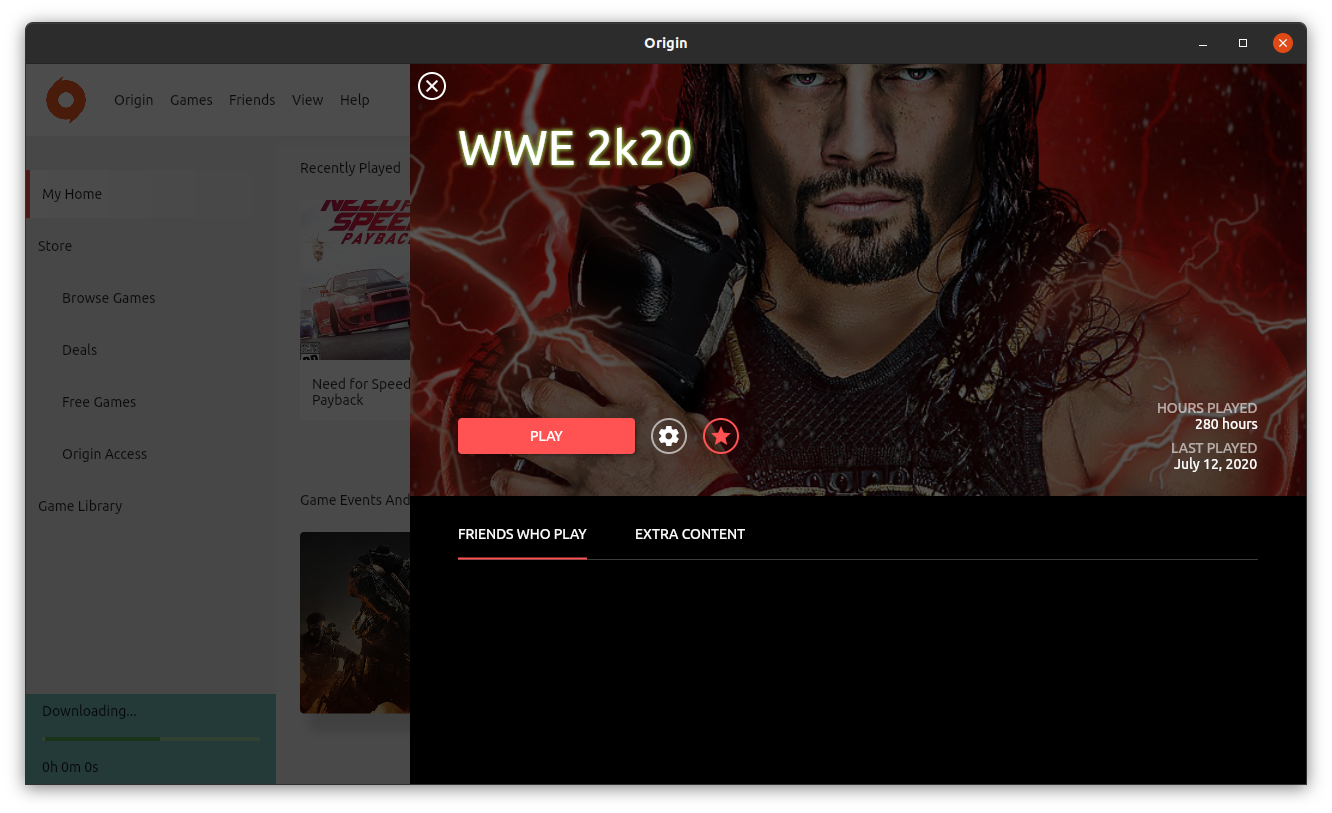 Origin
Origin Games Friends View Help
My Home
Store
Browse Games
Deals
Free Games
Origin Access
Game Library
Downloading...
0h 0m 0s
Recently Played
NEED FOR
SPEED
PAYBACK
Need for Speed
Payback
Game Events And
WWE 2k20
PLAY
HOURS PLAYED
280 hours
LAST PLAYED
July 12, 2020
FRIENDS WHO PLAY EXTRA CONTENT